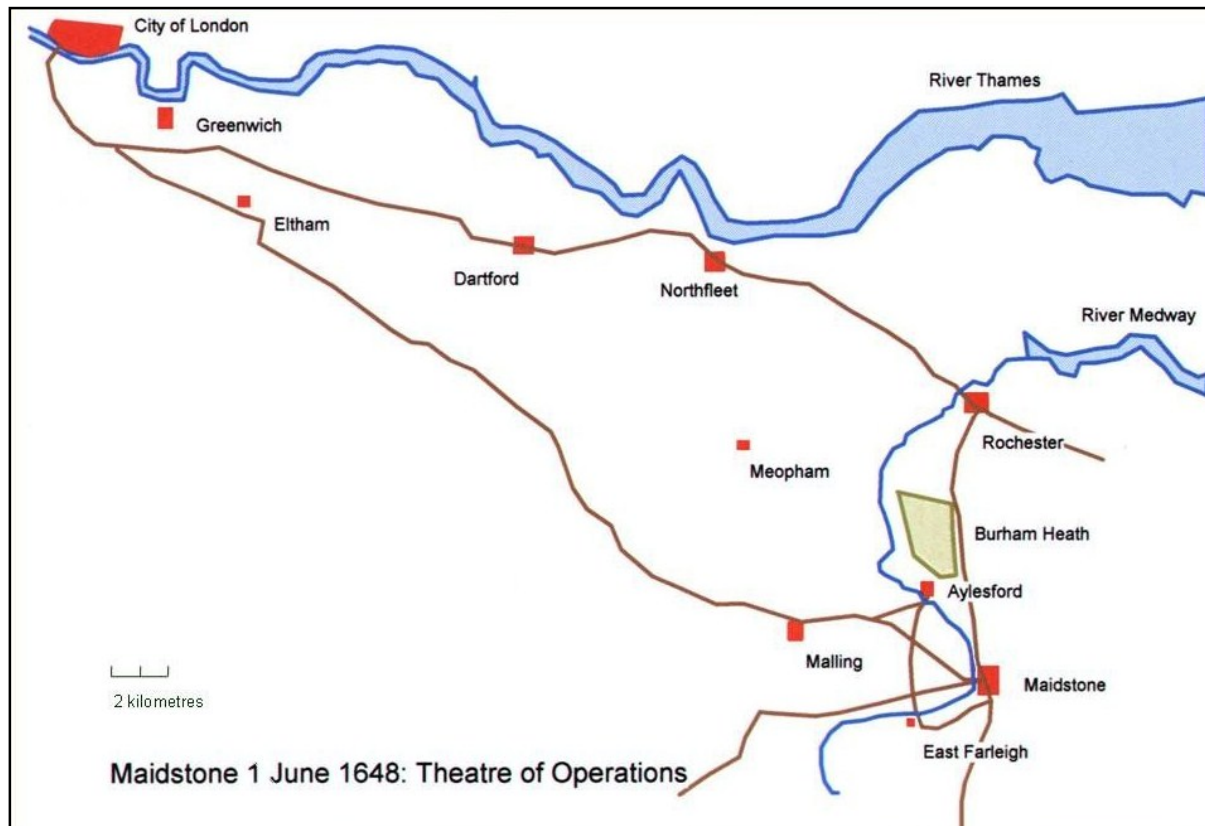 City of London
River Thames
Greenwich
Eltham
Dartford
Northfleet
River Medway
Rochester
Meopham
Burham Heath
Aylesford
Malling
Maidstone
2 kilometres
East Farleigh
Maidstone 1 June 1648: Theatre of Operations